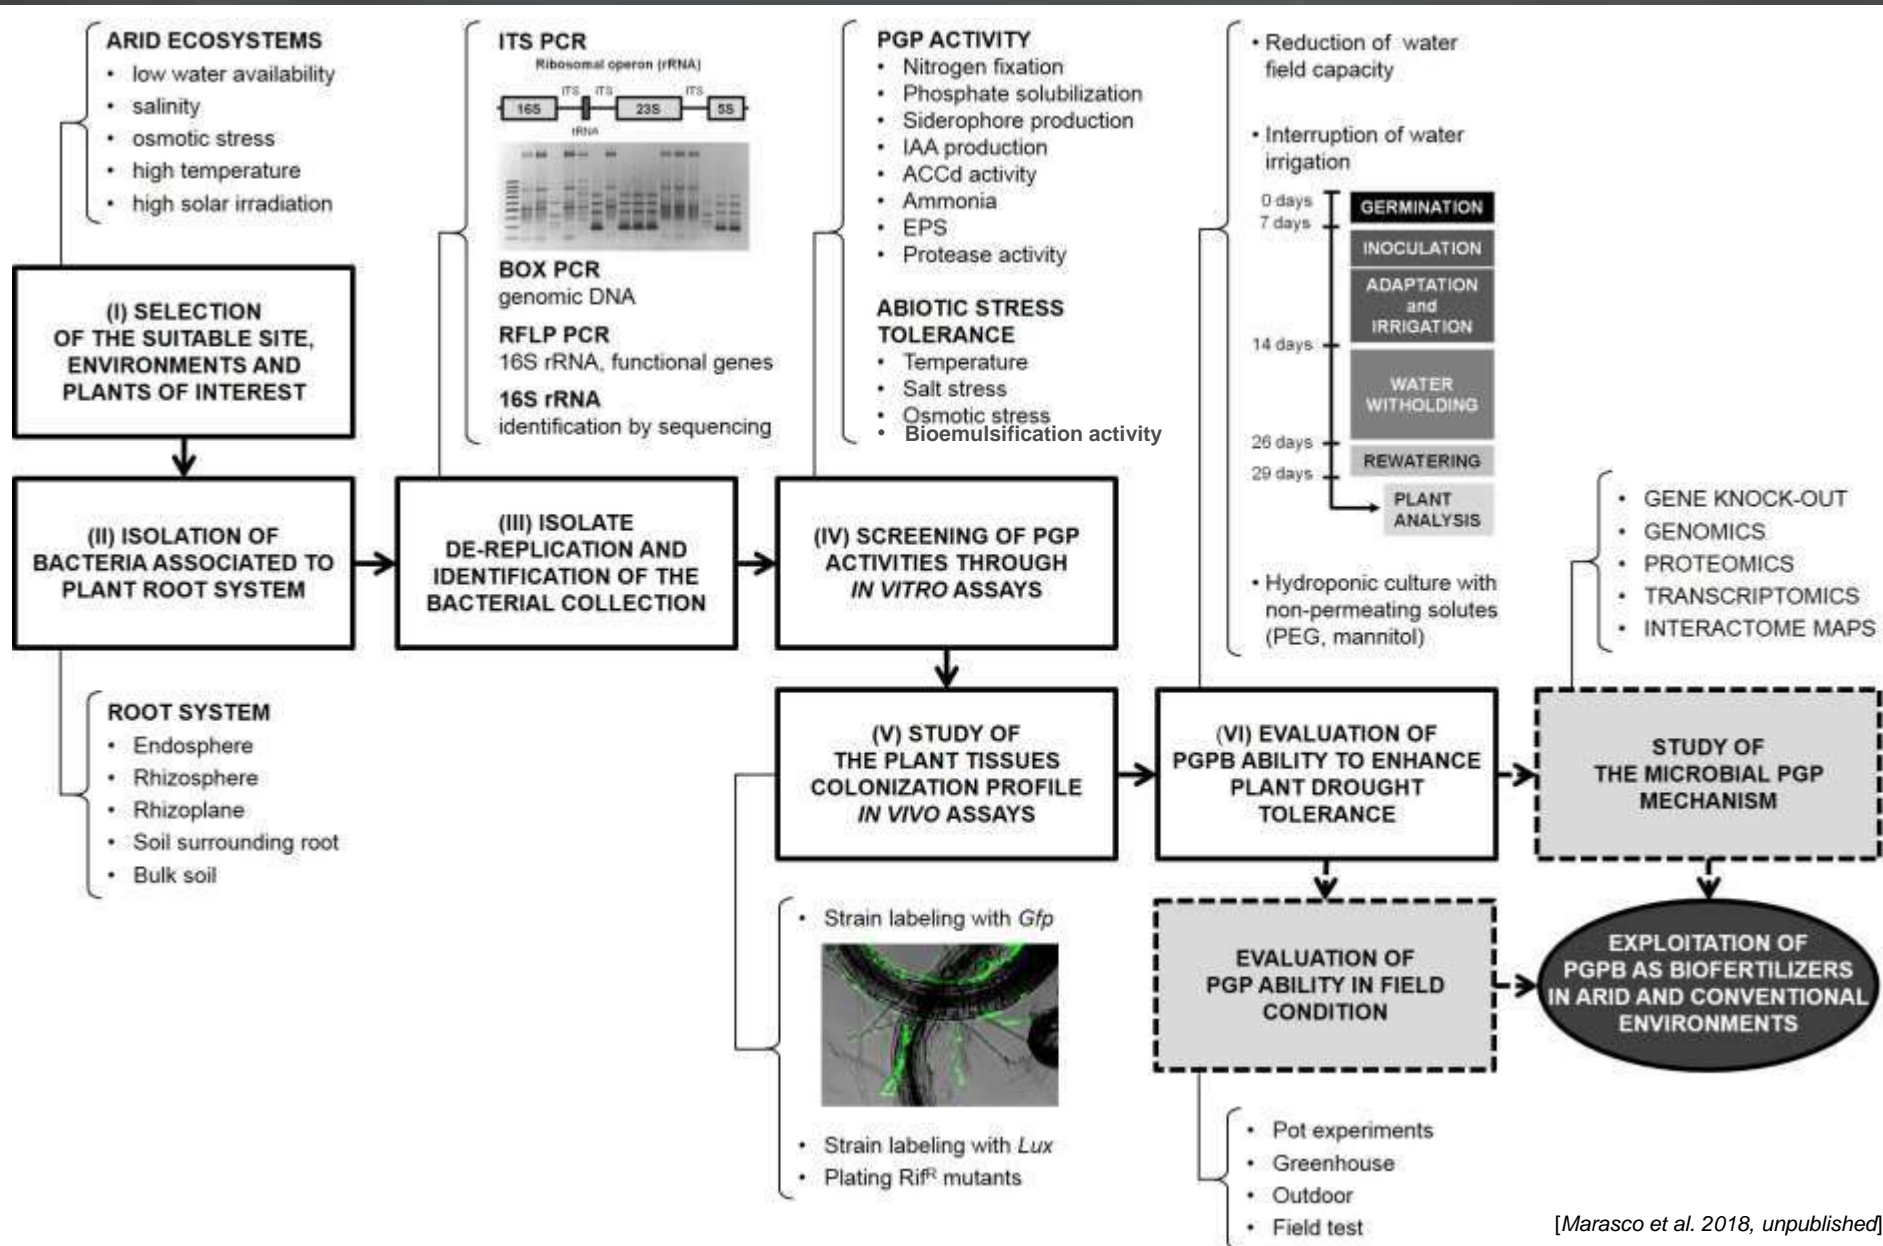 ARID ECOSYSTEMS
• low water availability
• salinity
• osmotic stress
• high temperature
• high solar irradiation
(I) SELECTION
OF THE SUITABLE SITE,
ENVIRONMENTS AND
PLANTS OF INTEREST
(II) ISOLATION OF
BACTERIA ASSOCIATED TO
PLANT ROOT SYSTEM
ROOT SYSTEM
• Endosphere
• Rhizosphere
• Rhizoplane
• Soil surrounding root
• Bulk soil
ITS PCR
Ribosomal operon (rRNA)
ITS ITS ITS
16S 23S 5S
tRNA
BOX PCR
genomic DNA
RFLP PCR
16S rRNA, functional genes
16S rRNA
identification by sequencing
(III) ISOLATE
DE-REPLICATION AND
IDENTIFICATION OF THE
BACTERIAL COLLECTION
PGP ACTIVITY
• Nitrogen fixation
• Phosphate solubilization
• Siderophore production
• IAA production
• ACCd activity
• Ammonia
• EPS
• Protease activity
ABIOTIC STRESS
TOLERANCE
• Temperature
• Salt stress
• Osmotic stress
• Bioemulsification activity
(IV) SCREENING OF PGP
ACTIVITIES THROUGH
IN VITRO ASSAYS
(V) STUDY OF
THE PLANT TISSUES
COLONIZATION PROFILE
IN VIVO ASSAYS
• Strain labeling with Gfp
• Strain labeling with Lux
• Plating Rifᴿ mutants
• Reduction of water
field capacity
• Interruption of water
irrigation
0 days
GERMINATION
7 days
INOCULATION
ADAPTATION
and
IRRIGATION
14 days
WATER
WITHOLDING
26 days
REWATERING
29 days
PLANT
ANALYSIS
• Hydroponic culture with
non-permeating solutes
(PEG, mannitol)
(VI) EVALUATION OF
PGPB ABILITY TO ENHANCE
PLANT DROUGHT
TOLERANCE
EVALUATION OF
PGP ABILITY IN FIELD
CONDITION
• Pot experiments
• Greenhouse
• Outdoor
• Field test
• GENE KNOCK-OUT
• GENOMICS
• PROTEOMICS
• TRANSCRIPTOMICS
• INTERACTOME MAPS
STUDY OF
THE MICROBIAL PGP
MECHANISM
EXPLOITATION OF
PGPB AS BIOFERTILIZERS
IN ARID AND CONVENTIONAL
ENVIRONMENTS
[Marasco et al. 2018, unpublished]